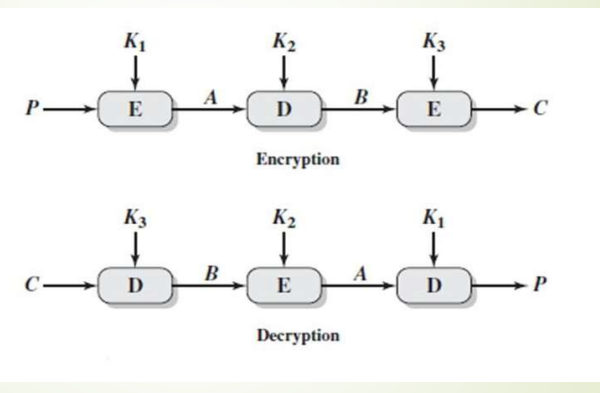 K1 K2 K3
P E A D B E C
Encryption
K3 K2 K1
C D B E A D P
Decryption